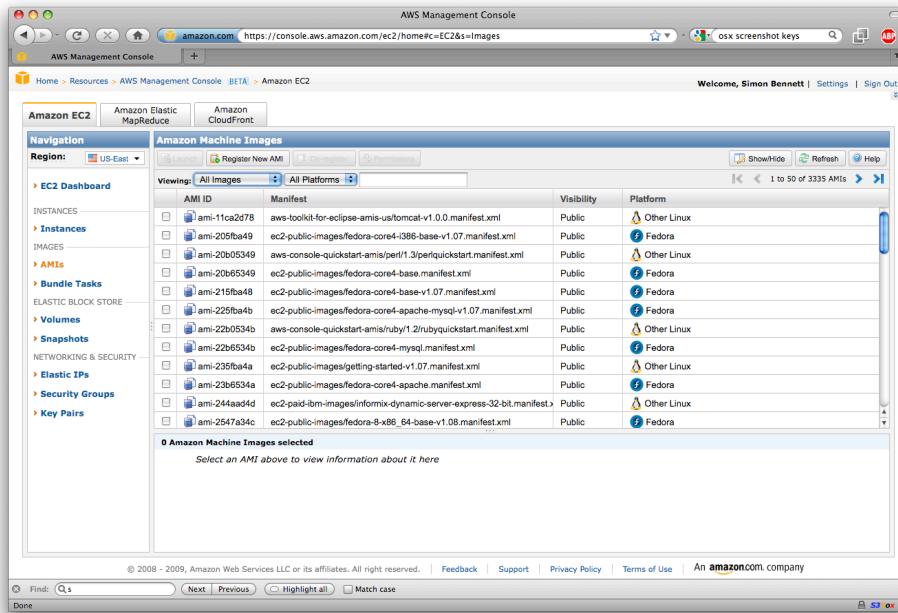 AWS Management Console
amazon.com https://console.aws.amazon.com/ec2/home#c=EC2&s=Images osx screenshot keys ABP
AWS Management Console +
Home > Resources > AWS Management Console BETA > Amazon EC2 Welcome, Simon Bennett | Settings | Sign Out
Amazon EC2 Amazon Elastic MapReduce Amazon CloudFront
Navigation Amazon Machine Images
Region: US-East Launch Register New AMI De-register Permissions Show/Hide Refresh Help
Viewing: All Images All Platforms 1 to 50 of 3335 AMIs
EC2 Dashboard
INSTANCES
Instances
IMAGES
AMIs
Bundle Tasks
ELASTIC BLOCK STORE
Volumes
Snapshots
NETWORKING & SECURITY
Elastic IPs
Security Groups
Key Pairs
AMI ID Manifest Visibility Platform
ami-11ca2d78 aws-toolkit-for-eclipse-amis-us/tomcat-v1.0.0.manifest.xml Public Other Linux
ami-205fba49 ec2-public-images/fedora-core4-i386-base-v1.07.manifest.xml Public Fedora
ami-20b05349 aws-console-quickstart-amis/perl/1.3/perlquickstart.manifest.xml Public Other Linux
ami-20b65349 ec2-public-images/fedora-core4-base.manifest.xml Public Fedora
ami-215fba48 ec2-public-images/fedora-core4-base-v1.07.manifest.xml Public Fedora
ami-225fba4b ec2-public-images/fedora-core4-apache-mysql-v1.07.manifest.xml Public Fedora
ami-22b0534b aws-console-quickstart-amis/ruby/1.2/rubyquickstart.manifest.xml Public Other Linux
ami-22b6534b ec2-public-images/fedora-core4-mysql.manifest.xml Public Fedora
ami-235fba4a ec2-public-images/getting-started-v1.07.manifest.xml Public Other Linux
ami-23b6534a ec2-public-images/fedora-core4-apache.manifest.xml Public Fedora
ami-244aad4d ec2-paid-ibm-images/informix-dynamic-server-express-32-bit.manifest.x Public Other Linux
ami-2547a34c ec2-public-images/fedora-8-x86_64-base-v1.08.manifest.xml Public Fedora
0 Amazon Machine Images selected
Select an AMI above to view information about it here
© 2008 - 2009, Amazon Web Services LLC or its affiliates. All right reserved. | Feedback | Support | Privacy Policy | Terms of Use | An amazon.com. company
Find: s Next Previous Highlight all Match case
Done S3Fox